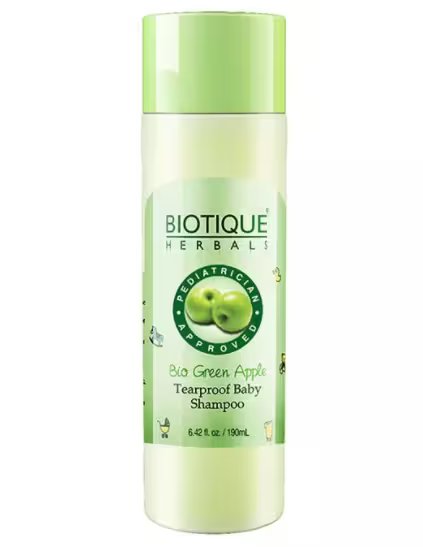 BIOTIQUE®
HERBALS
• PEDIATRICIAN •
APPROVED
Bio Green Apple
Tearproof Baby
Shampoo
6.42 fl. oz. / 190mL